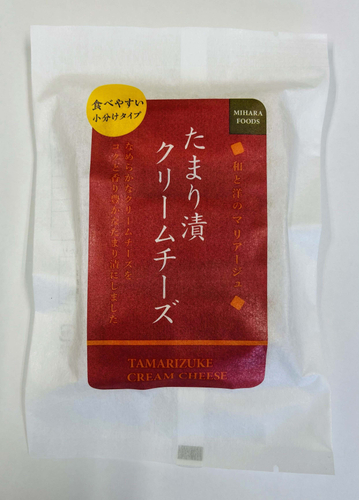 食べやすい
小分けタイプ
MIHARA
FOODS
◆和と洋のマリアージュ◆
たまり漬
クリームチーズ
なめらかなクリームチーズを
コクと香り豊かなたまり漬にしました
TAMARIZUKE
CREAM CHEESE